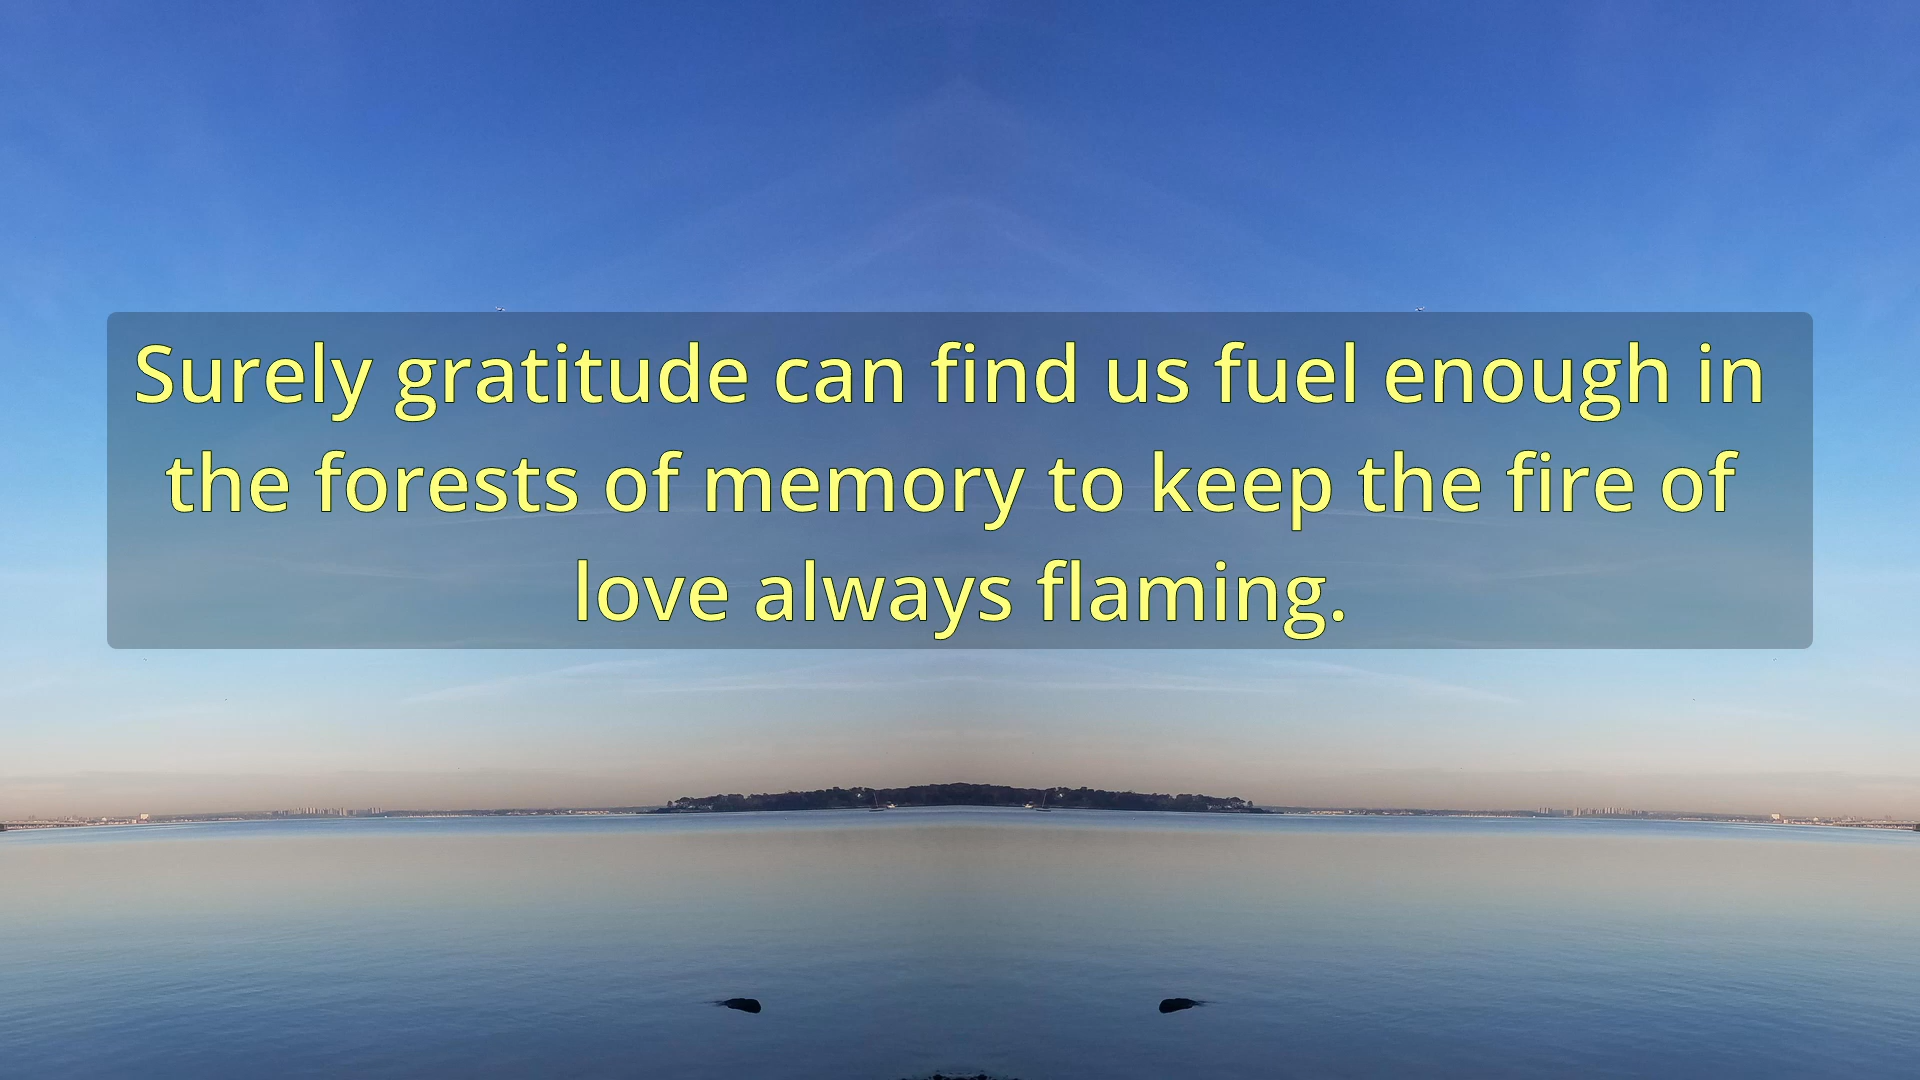 Surely gratitude can find us fuel enough in
the forests of memory to keep the fire of
love always flaming.